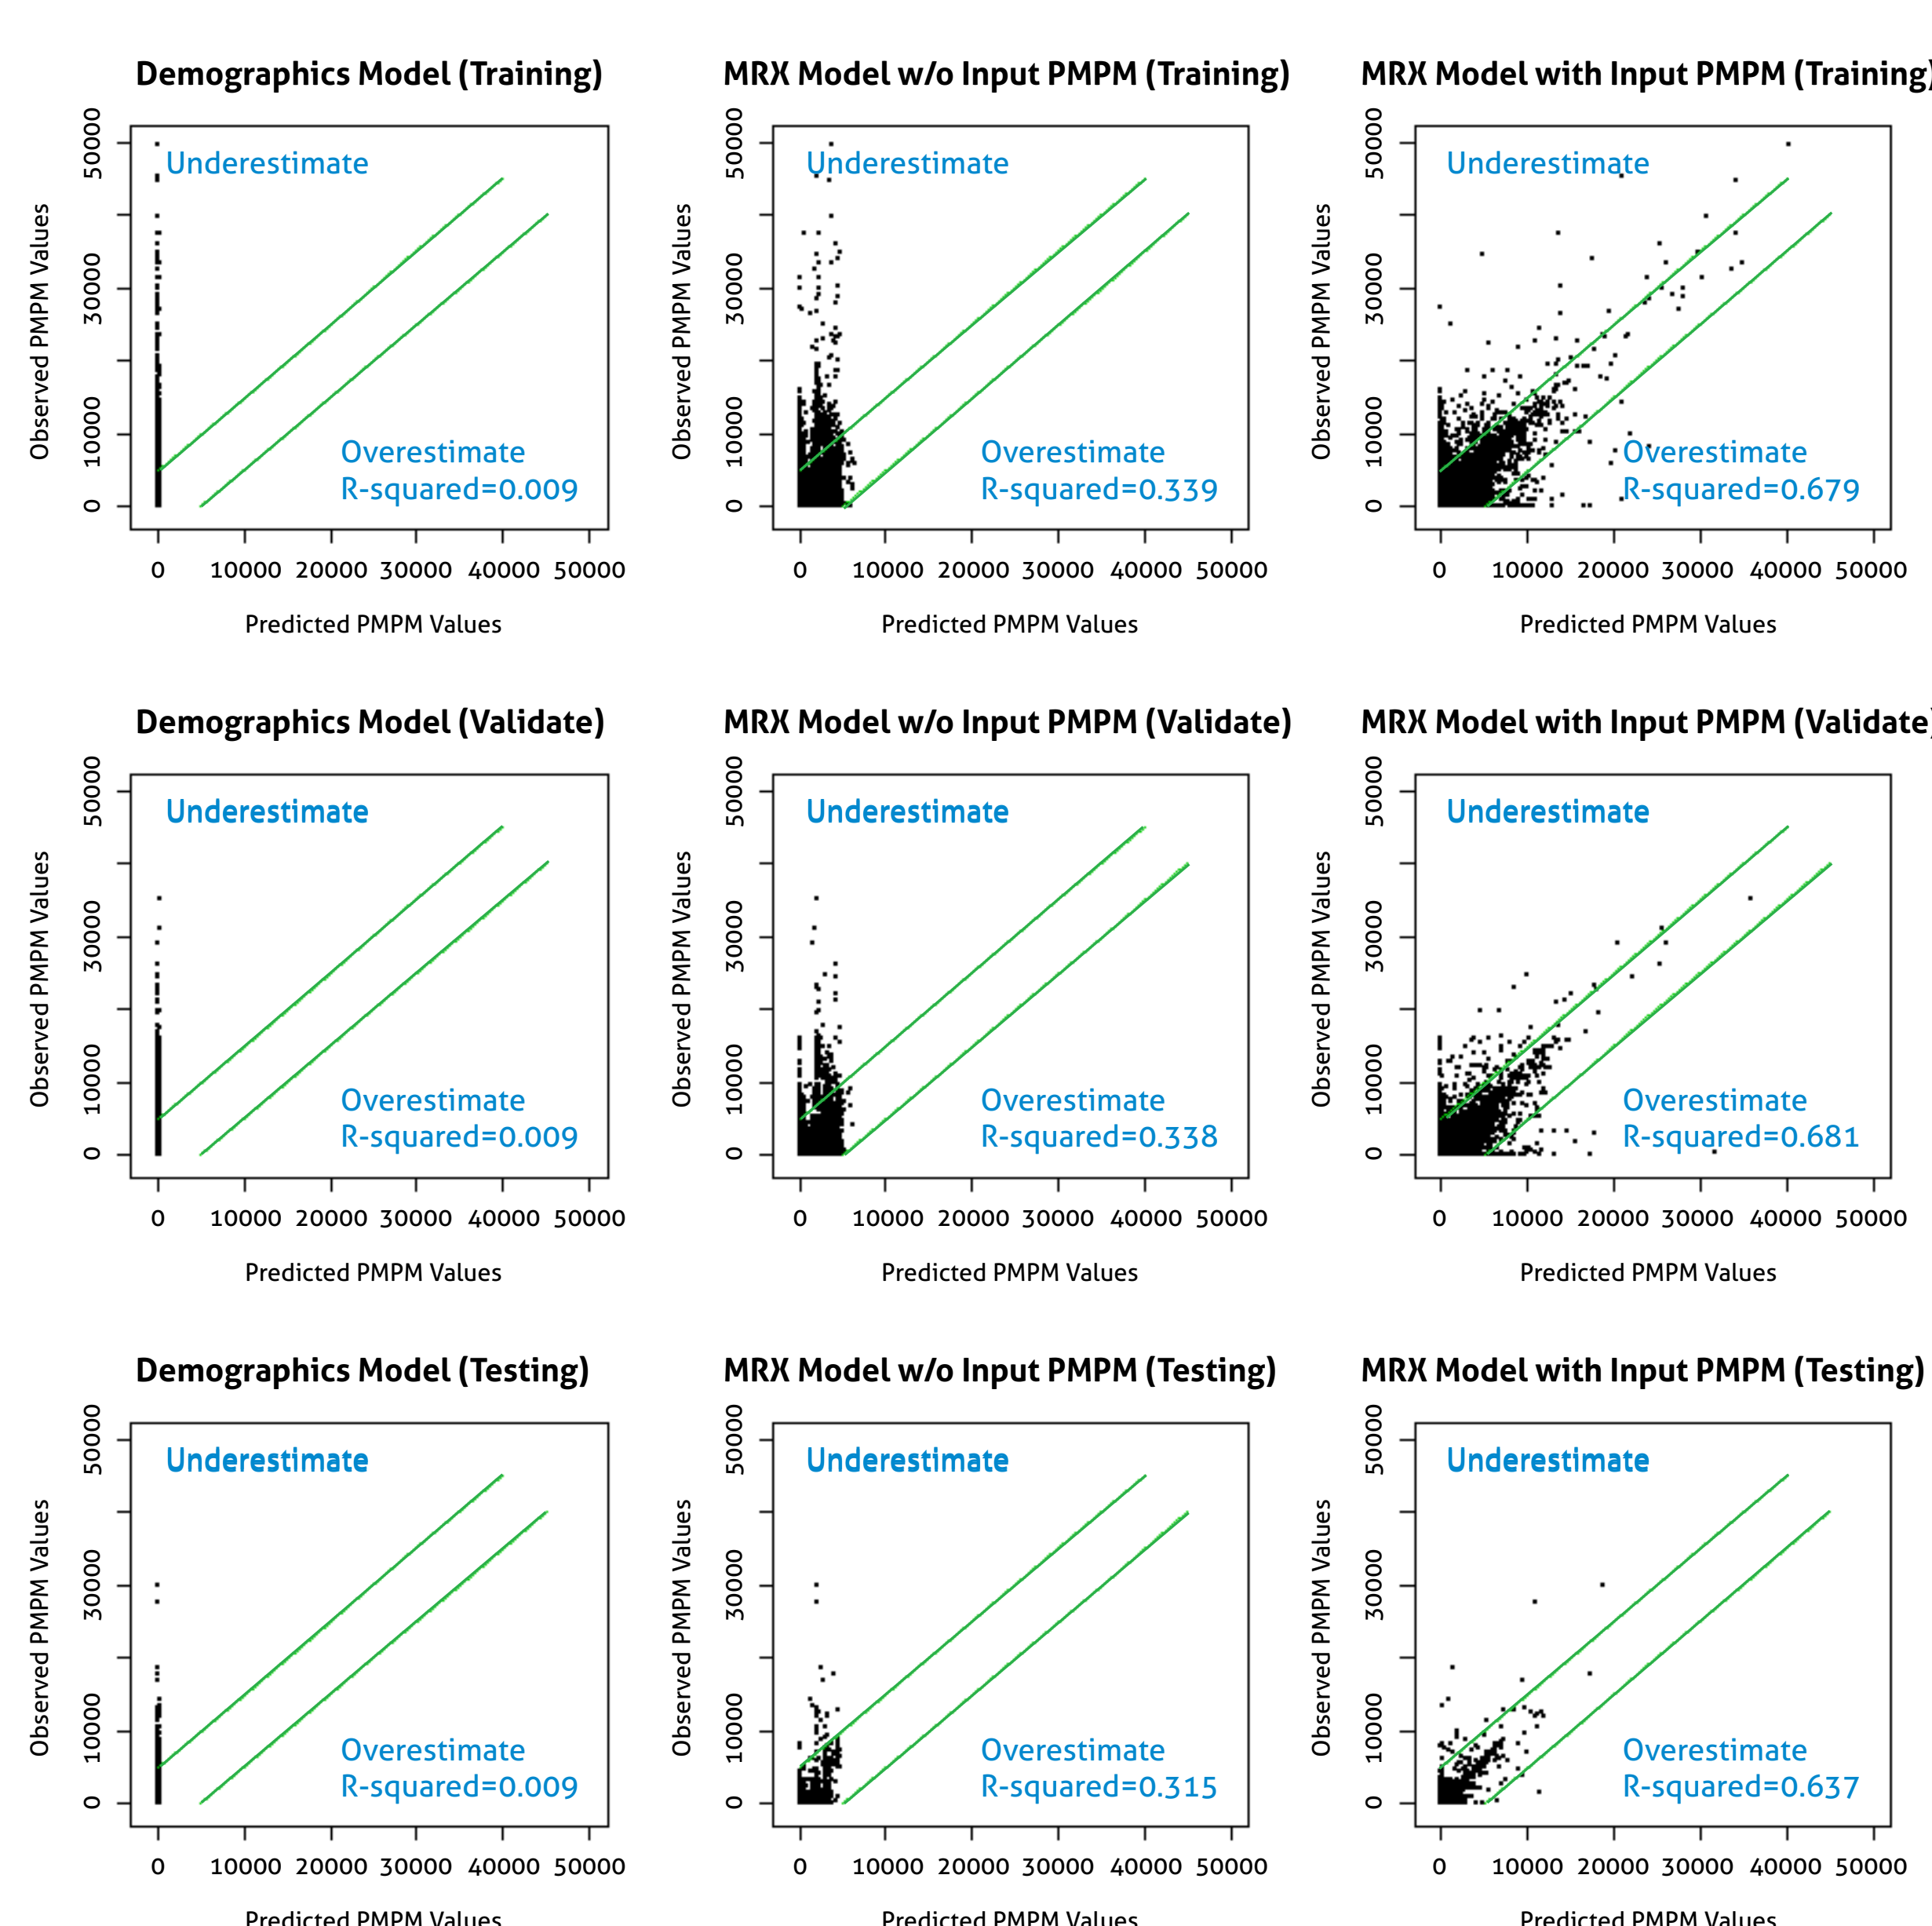 Demographics Model (Training)
50000
30000
10000
0
Observed PMPM Values
Underestimate
Overestimate
R-squared=0.009
0 10000 20000 30000 40000 50000
Predicted PMPM Values
MRX Model w/o Input PMPM (Training)
50000
30000
10000
0
Observed PMPM Values
Underestimate
Overestimate
R-squared=0.339
0 10000 20000 30000 40000 50000
Predicted PMPM Values
MRX Model with Input PMPM (Training)
50000
30000
10000
0
Observed PMPM Values
Underestimate
Overestimate
R-squared=0.679
0 10000 20000 30000 40000 50000
Predicted PMPM Values
Demographics Model (Validate)
50000
30000
10000
0
Observed PMPM Values
Underestimate
Overestimate
R-squared=0.009
0 10000 20000 30000 40000 50000
Predicted PMPM Values
MRX Model w/o Input PMPM (Validate)
50000
30000
10000
0
Observed PMPM Values
Underestimate
Overestimate
R-squared=0.338
0 10000 20000 30000 40000 50000
Predicted PMPM Values
MRX Model with Input PMPM (Validate)
50000
30000
10000
0
Observed PMPM Values
Underestimate
Overestimate
R-squared=0.681
0 10000 20000 30000 40000 50000
Predicted PMPM Values
Demographics Model (Testing)
50000
30000
10000
0
Observed PMPM Values
Underestimate
Overestimate
R-squared=0.009
0 10000 20000 30000 40000 50000
Predicted PMPM Values
MRX Model w/o Input PMPM (Testing)
50000
30000
10000
0
Observed PMPM Values
Underestimate
Overestimate
R-squared=0.315
0 10000 20000 30000 40000 50000
Predicted PMPM Values
MRX Model with Input PMPM (Testing)
50000
30000
10000
0
Observed PMPM Values
Underestimate
Overestimate
R-squared=0.637
0 10000 20000 30000 40000 50000
Predicted PMPM Values